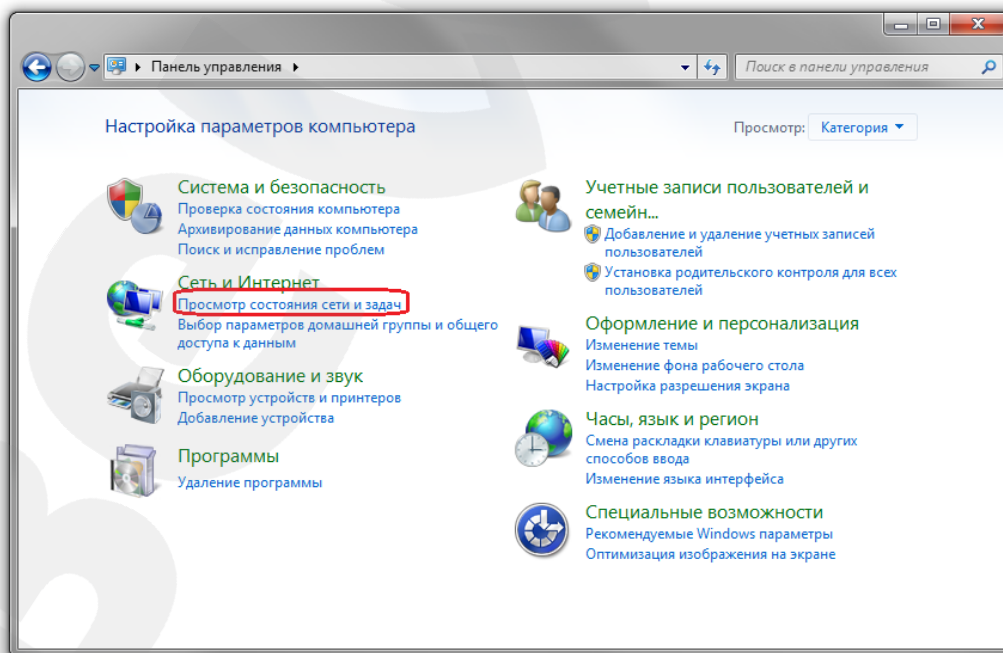 Панель управления
Поиск в панели управления
Настройка параметров компьютера
Просмотр: Категория
Система и безопасность
Проверка состояния компьютера
Архивирование данных компьютера
Поиск и исправление проблем
Сеть и Интернет
Просмотр состояния сети и задач
Выбор параметров домашней группы и общего
доступа к данным
Оборудование и звук
Просмотр устройств и принтеров
Добавление устройства
Программы
Удаление программы
Учетные записи пользователей и
семейн...
Добавление и удаление учетных записей
пользователей
Установка родительского контроля для всех
пользователей
Оформление и персонализация
Изменение темы
Изменение фона рабочего стола
Настройка разрешения экрана
Часы, язык и регион
Смена раскладки клавиатуры или других
способов ввода
Изменение языка интерфейса
Специальные возможности
Рекомендуемые Windows параметры
Оптимизация изображения на экране